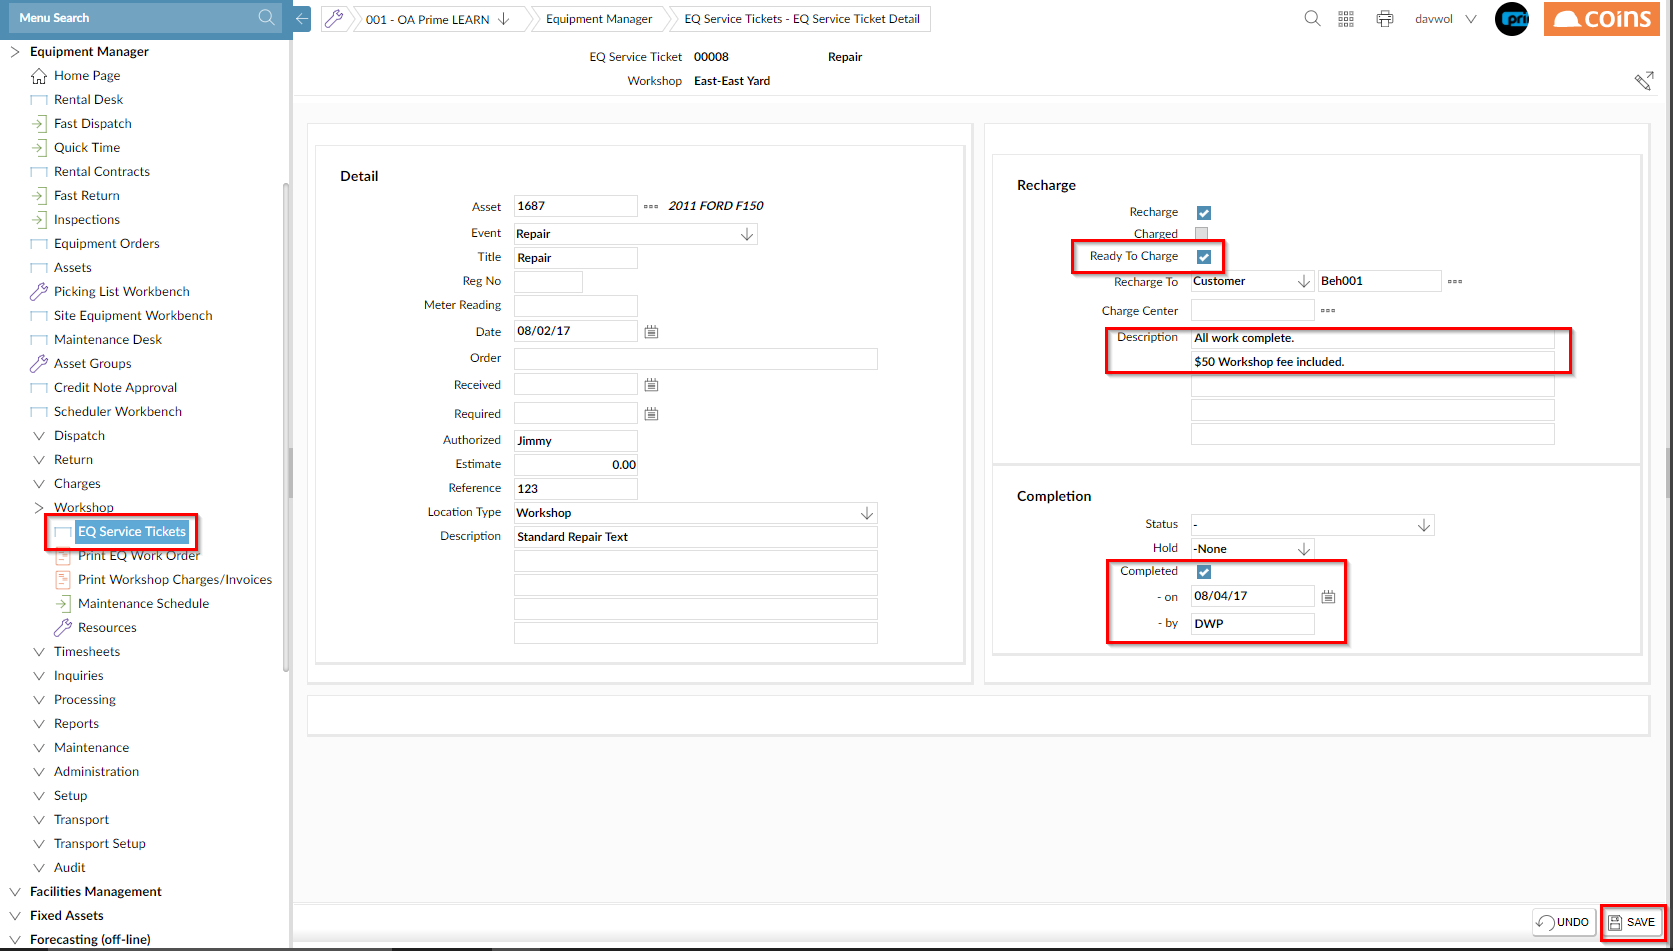 Menu Search
001 - OA Prime LEARN
Equipment Manager
EQ Service Tickets - EQ Service Ticket Detail
davwol
pri
coins
EQ Service Ticket 00008 Repair
Workshop East-East Yard
Equipment Manager
Home Page
Rental Desk
Fast Dispatch
Quick Time
Rental Contracts
Fast Return
Inspections
Equipment Orders
Assets
Picking List Workbench
Site Equipment Workbench
Maintenance Desk
Asset Groups
Credit Note Approval
Scheduler Workbench
Dispatch
Return
Charges
Workshop
EQ Service Tickets
Print EQ Work Order
Print Workshop Charges/Invoices
Maintenance Schedule
Resources
Timesheets
Inquiries
Processing
Reports
Maintenance
Administration
Setup
Transport
Transport Setup
Audit
Facilities Management
Fixed Assets
Forecasting (off-line)
Detail
Asset 1687 2011 FORD F150
Event Repair
Title Repair
Reg No
Meter Reading
Date 08/02/17
Order
Received
Required
Authorized Jimmy
Estimate 0.00
Reference 123
Location Type Workshop
Description Standard Repair Text
Recharge
Recharge
Charged
Ready To Charge
Recharge To Customer Beh001
Charge Center
Description All work complete.
$50 Workshop fee included.
Completion
Status -
Hold -None
Completed
- on 08/04/17
- by DWP
UNDO
SAVE